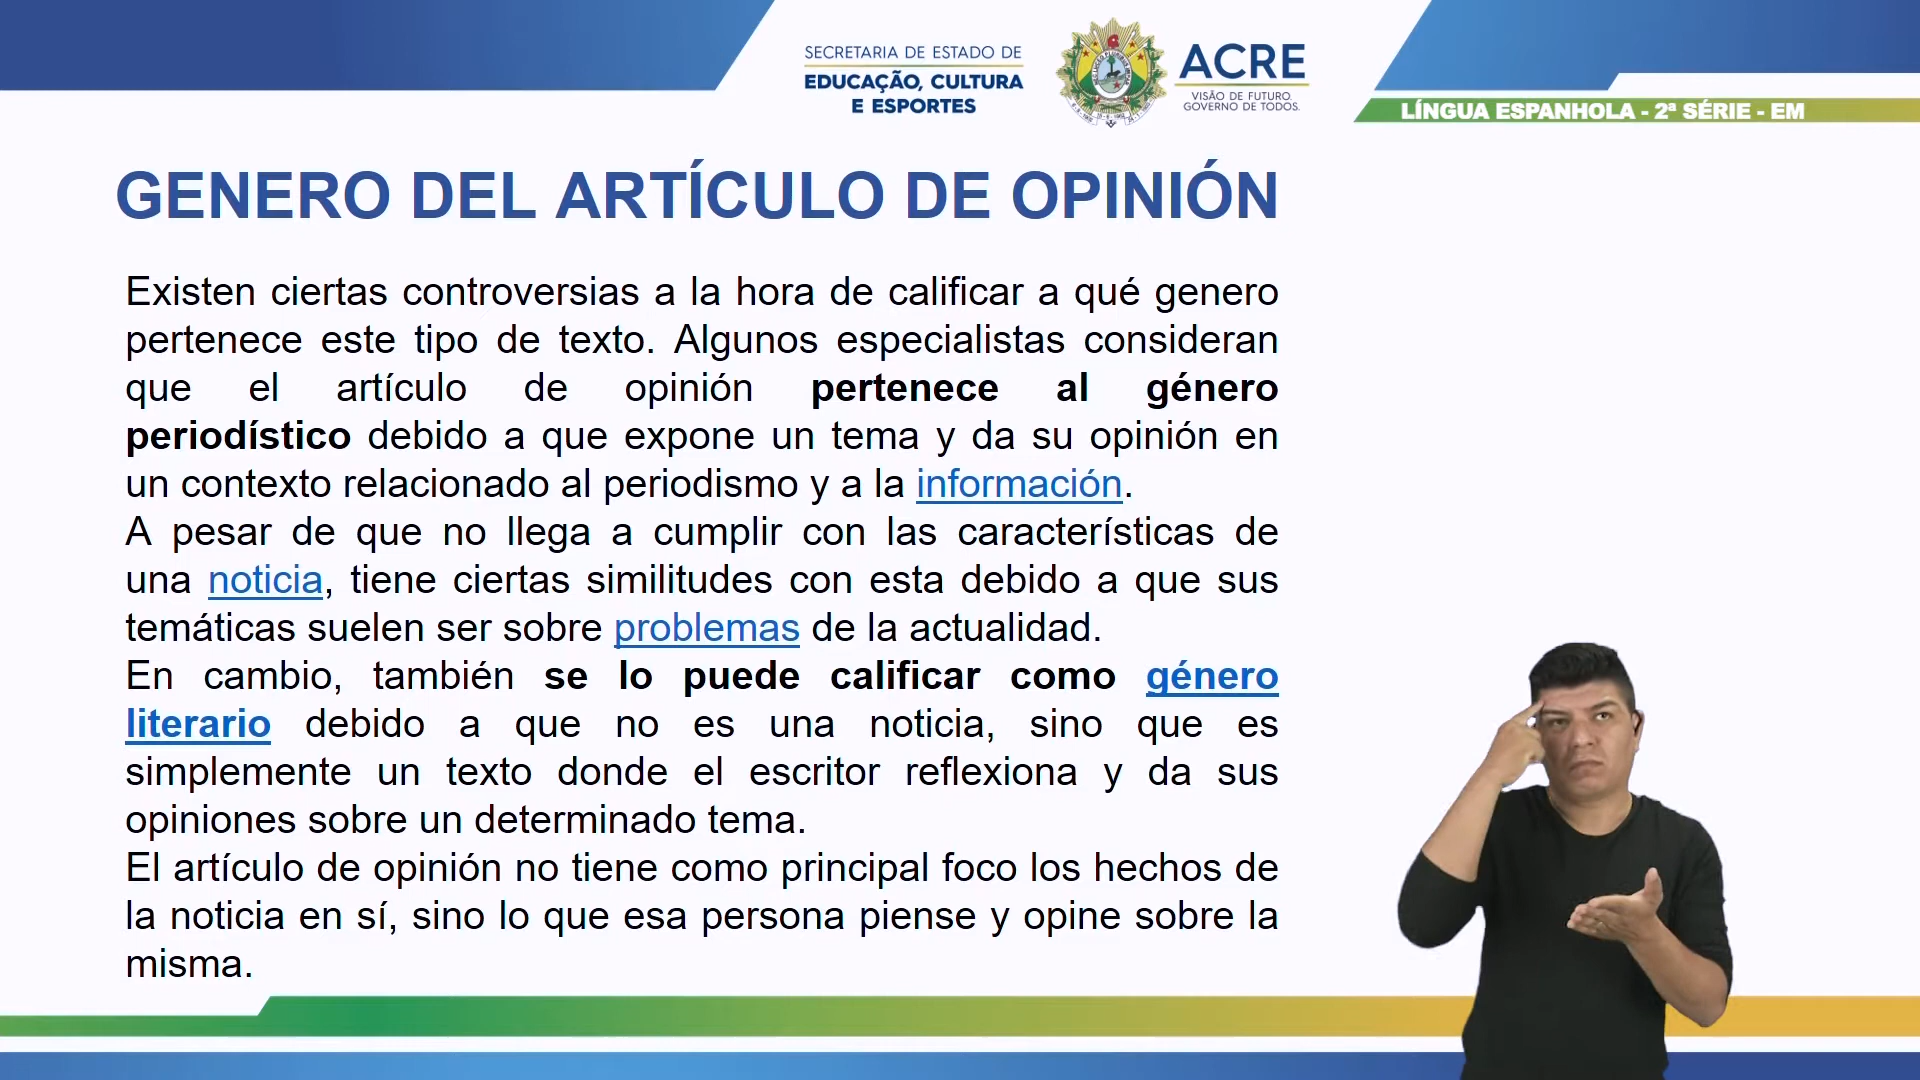 SECRETARIA DE ESTADO DE
EDUCAÇÃO, CULTURA
E ESPORTES
ACRE
VISÃO DE FUTURO.
GOVERNO DE TODOS.
LÍNGUA ESPANHOLA - 2ª SÉRIE - EM
GENERO DEL ARTÍCULO DE OPINIÓN
Existen ciertas controversias a la hora de calificar a qué genero
pertenece este tipo de texto. Algunos especialistas consideran
que el artículo de opinión pertenece al género
periodístico debido a que expone un tema y da su opinión en
un contexto relacionado al periodismo y a la información.
A pesar de que no llega a cumplir con las características de
una noticia, tiene ciertas similitudes con esta debido a que sus
temáticas suelen ser sobre problemas de la actualidad.
En cambio, también se lo puede calificar como género
literario debido a que no es una noticia, sino que es
simplemente un texto donde el escritor reflexiona y da sus
opiniones sobre un determinado tema.
El artículo de opinión no tiene como principal foco los hechos de
la noticia en sí, sino lo que esa persona piense y opine sobre la
misma.